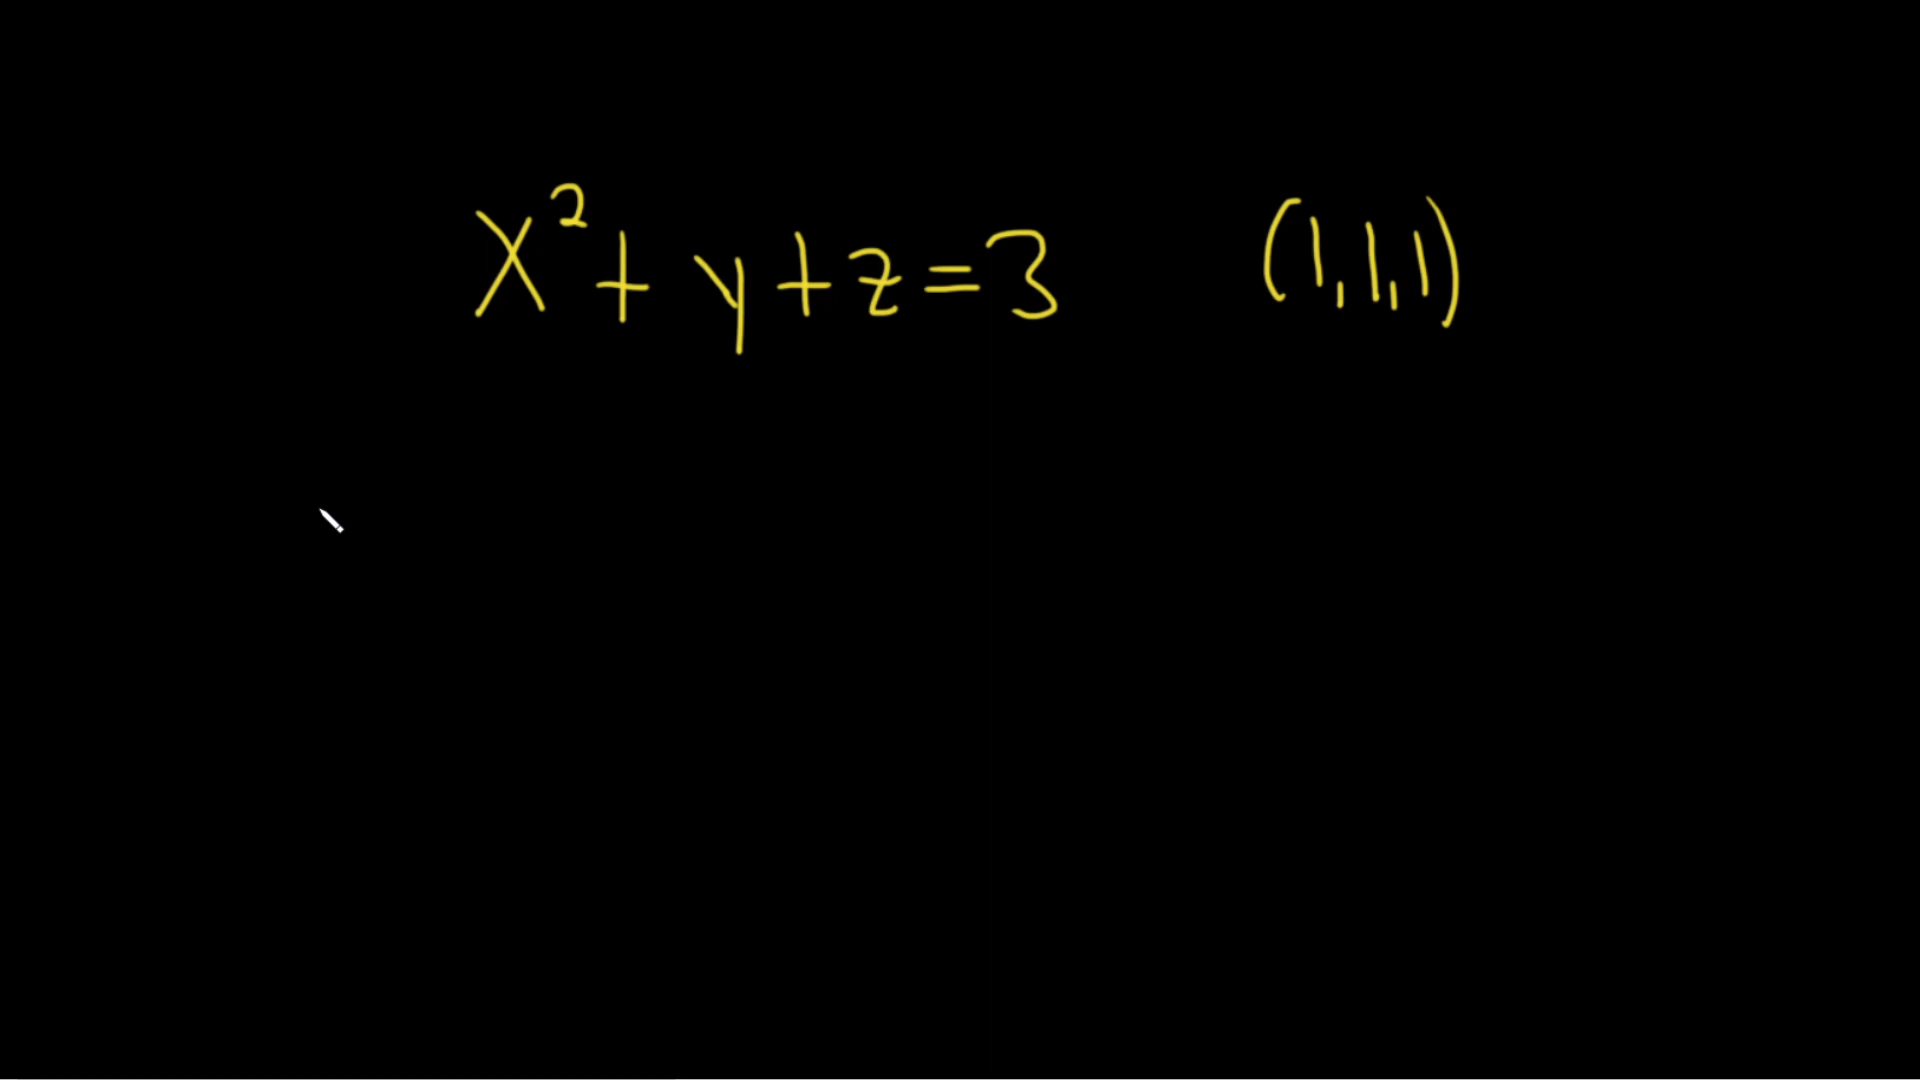 x² + y + z = 3 (1, 1, 1)